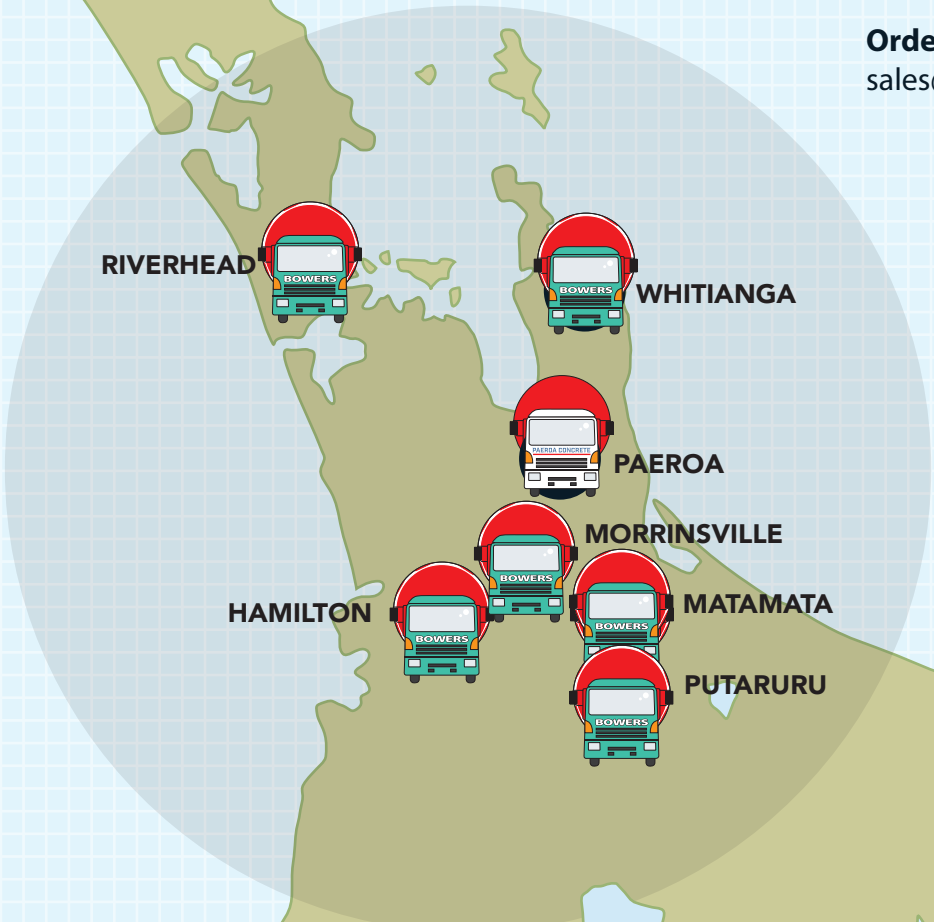 Orde
sales
RIVERHEAD
BOWERS
BOWERS
WHITIANGA
PAEROA CONCRETE
PAEROA
MORRINSVILLE
BOWERS
HAMILTON
BOWERS
MATAMATA
BOWERS
PUTARURU
BOWERS